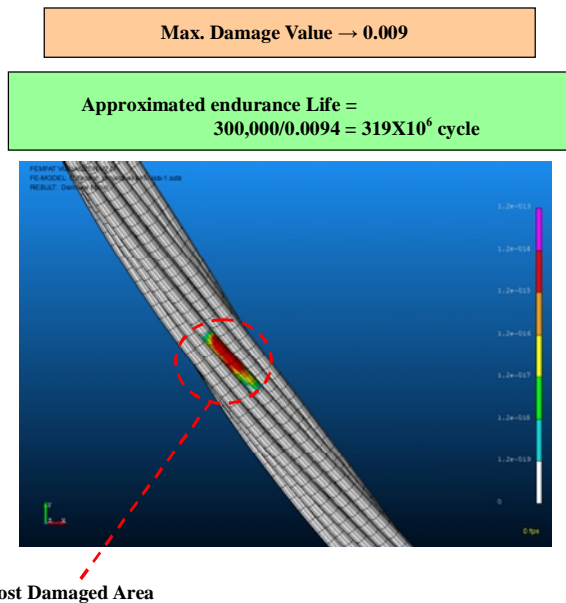 Max. Damage Value → 0.009
Approximated endurance Life =
300,000/0.0094 = 319X10⁶ cycle
RESULT: Damage
1.2e-013
1.2e-014
1.2e-015
1.2e-016
1.2e-017
1.2e-018
1.2e-019
0
0 fps
ost Damaged Area